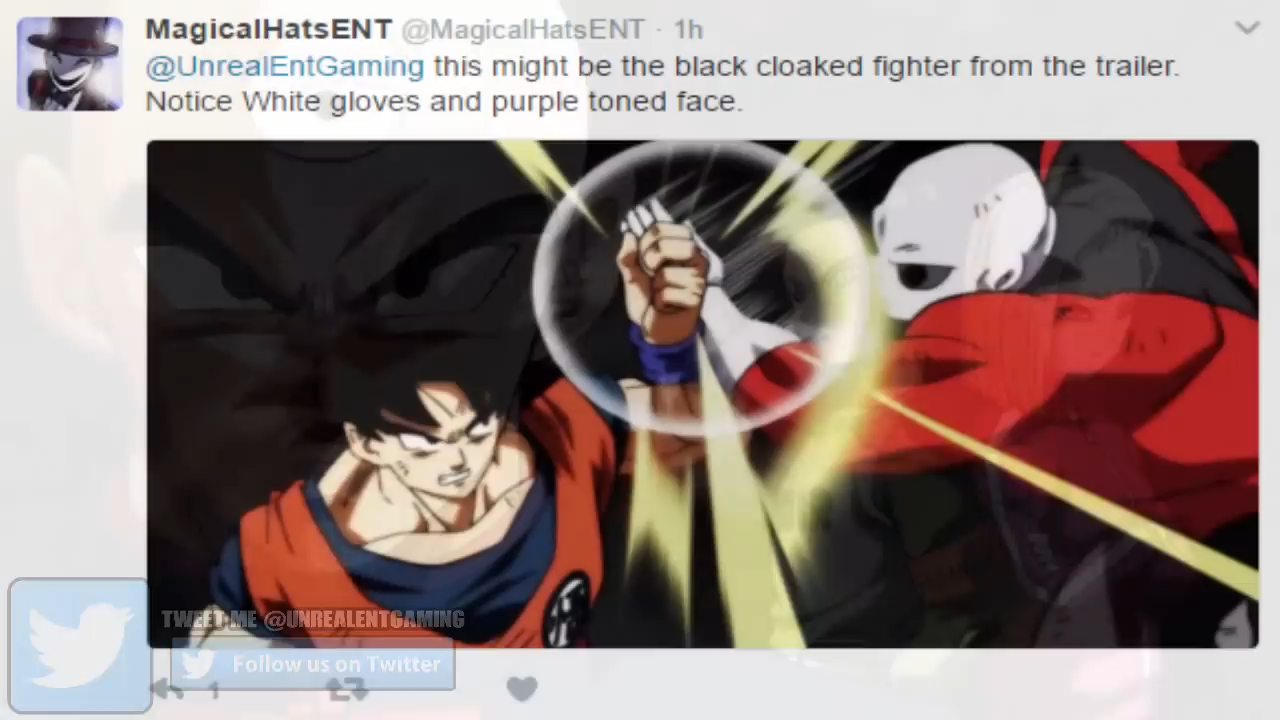 MagicalHatsENT @MagicalHatsENT · 1h
@UnrealEntGaming this might be the black cloaked fighter from the trailer.
Notice White gloves and purple toned face.
TWEET ME @UNREALENTGAMING
Follow us on Twitter
1